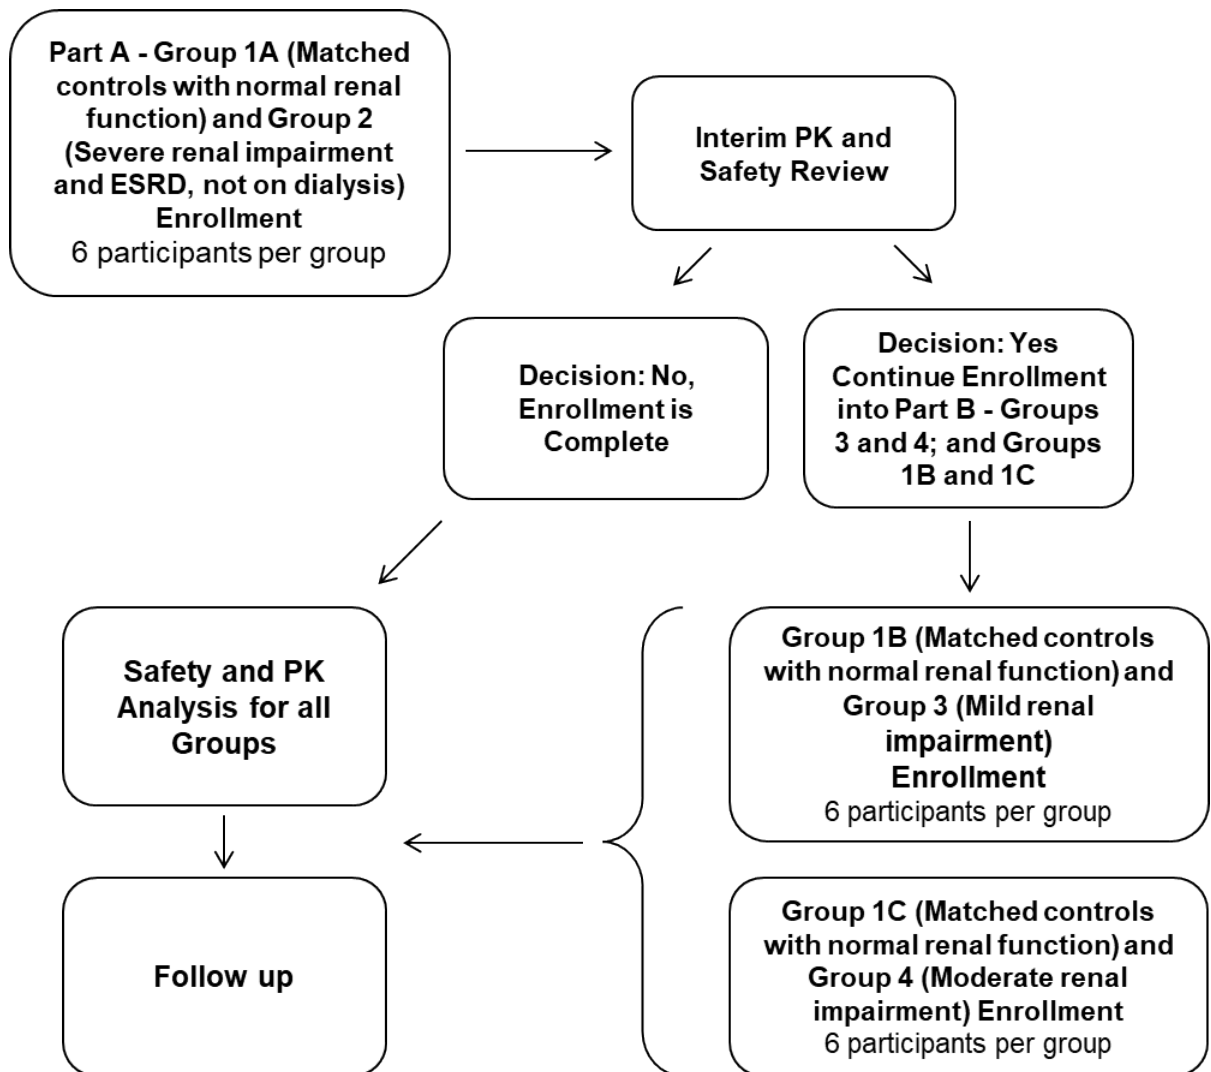 Part A - Group 1A (Matched
controls with normal renal
function) and Group 2
(Severe renal impairment
and ESRD, not on dialysis)
Enrollment
6 participants per group
Interim PK and
Safety Review
Decision: No,
Enrollment is
Complete
Decision: Yes
Continue Enrollment
into Part B - Groups
3 and 4; and Groups
1B and 1C
Safety and PK
Analysis for all
Groups
Group 1B (Matched controls
with normal renal function) and
Group 3 (Mild renal
impairment)
Enrollment
6 participants per group
Follow up
Group 1C (Matched controls
with normal renal function) and
Group 4 (Moderate renal
impairment) Enrollment
6 participants per group